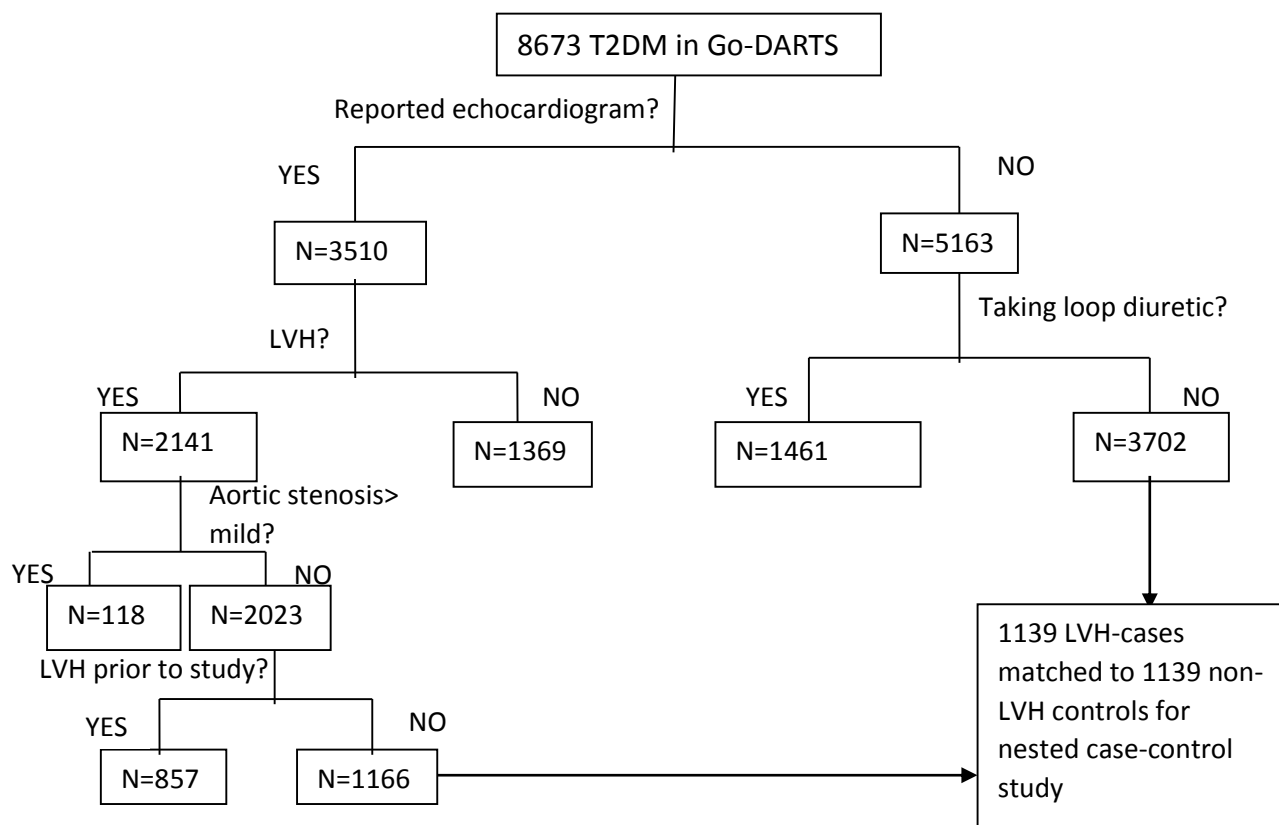 8673 T2DM in Go-DARTS
Reported echocardiogram?
YES
NO
N=3510
N=5163
Taking loop diuretic?
LVH?
YES
NO
YES
NO
N=2141
N=1369
N=1461
N=3702
Aortic stenosis>
mild?
YES
NO
N=118
N=2023
LVH prior to study?
YES
NO
N=857
N=1166
1139 LVH-cases
matched to 1139 non-
LVH controls for
nested case-control
study